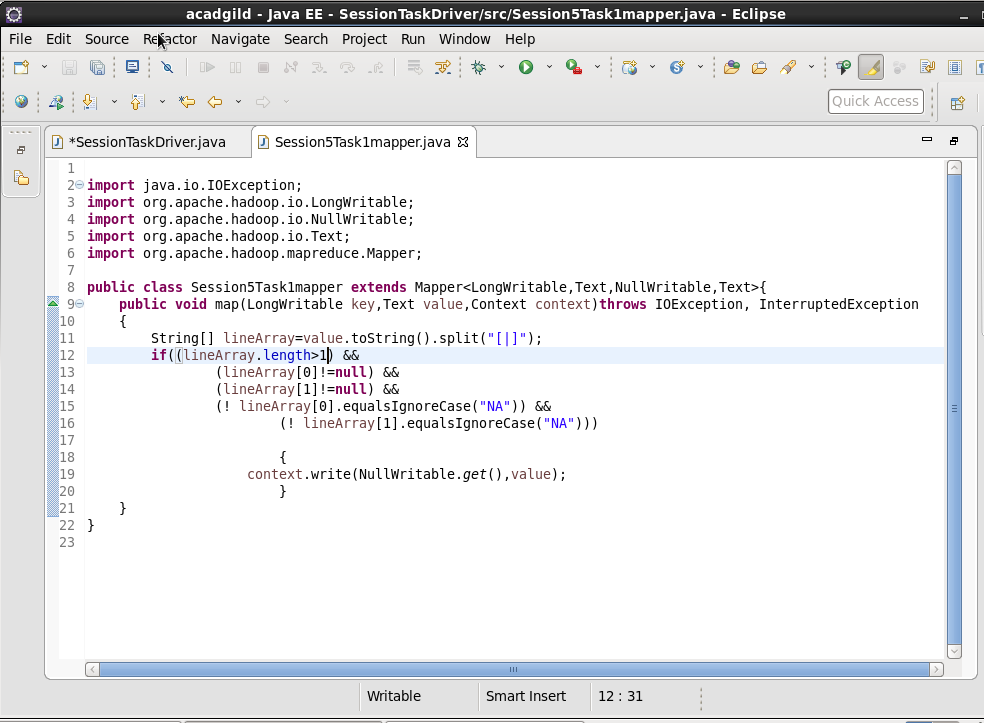 acadgild - Java EE - SessionTaskDriver/src/Session5Task1mapper.java - Eclipse
File Edit Source Refactor Navigate Search Project Run Window Help
Quick Access
*SessionTaskDriver.java Session5Task1mapper.java
1
2 import java.io.IOException;
3 import org.apache.hadoop.io.LongWritable;
4 import org.apache.hadoop.io.NullWritable;
5 import org.apache.hadoop.io.Text;
6 import org.apache.hadoop.mapreduce.Mapper;
7
8 public class Session5Task1mapper extends Mapper<LongWritable,Text,NullWritable,Text>{
9 public void map(LongWritable key,Text value,Context context)throws IOException, InterruptedException
10 {
11 String[] lineArray=value.toString().split("[|]");
12 if((lineArray.length>1) &&
13 (lineArray[0]!=null) &&
14 (lineArray[1]!=null) &&
15 (! lineArray[0].equalsIgnoreCase("NA")) &&
16 (! lineArray[1].equalsIgnoreCase("NA")))
17
18 {
19 context.write(NullWritable.get(),value);
20 }
21 }
22 }
23
Writable Smart Insert 12 : 31